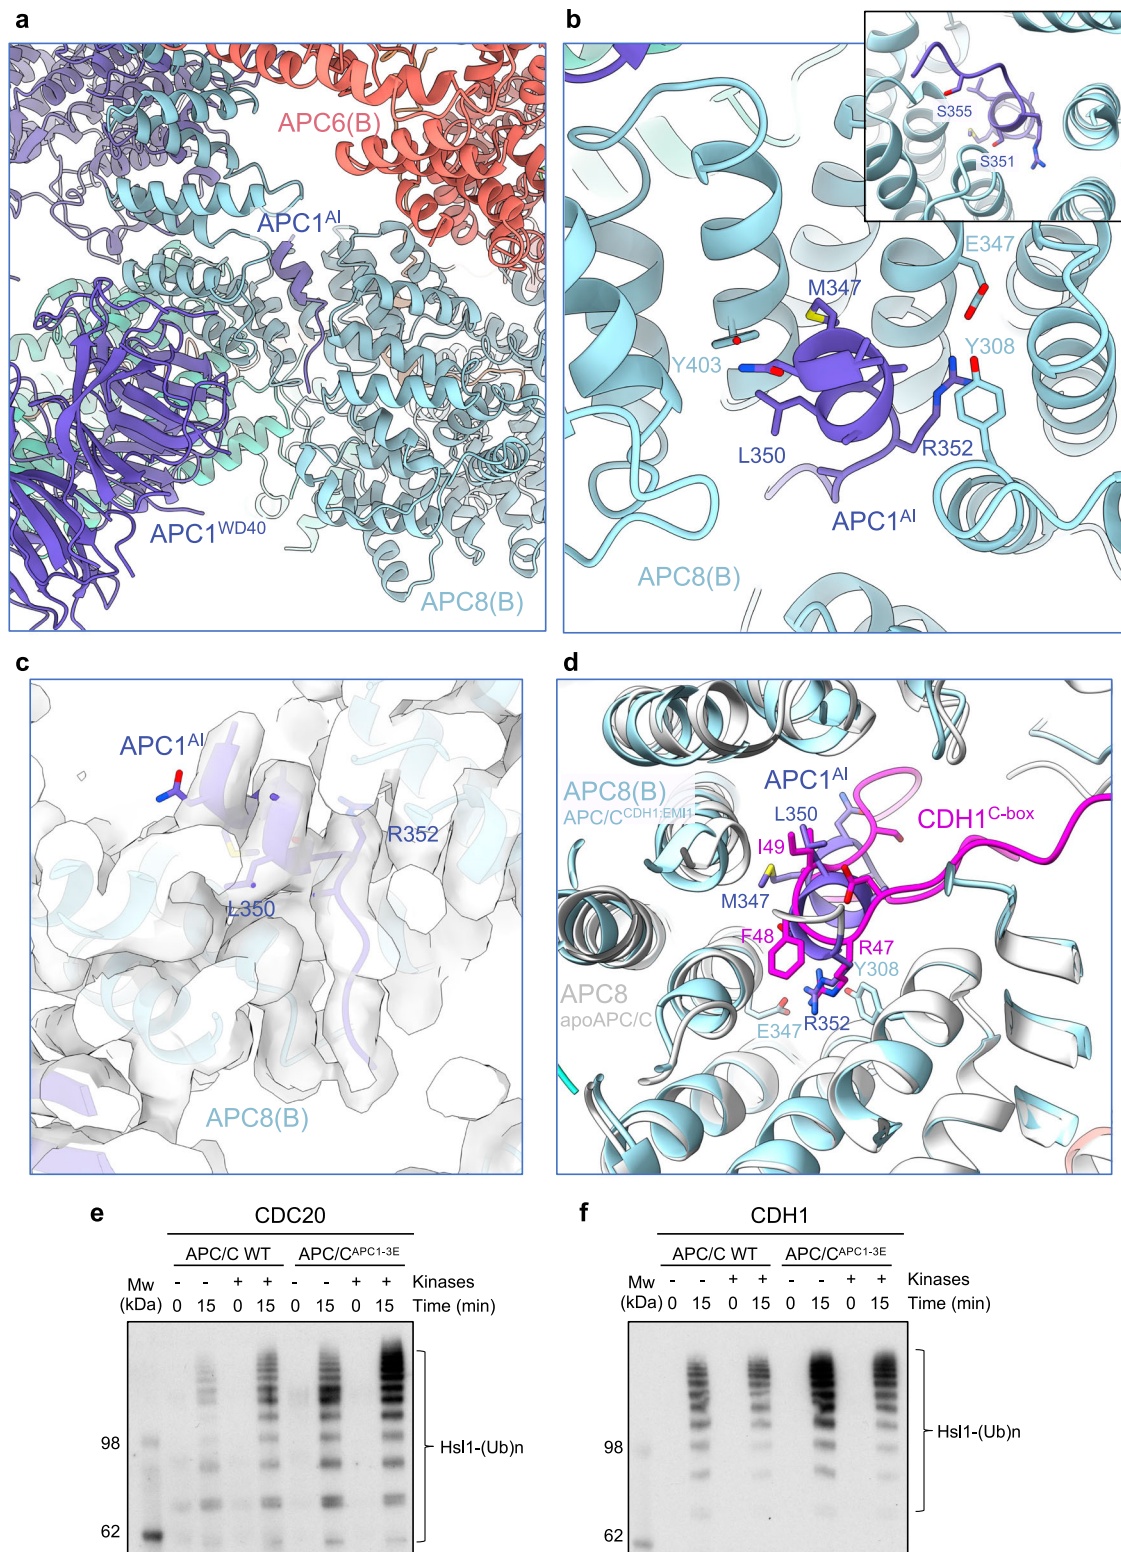 a
APC6(B)
APC1AI
APC1WD40
APC8(B)
b
S355
S351
E347
M347
Y308
Y403
L350
R352
APC1AI
APC8(B)
c
APC1AI
R352
L350
APC8(B)
d
APC8(B)
APC/CCDH1:EMI1
APC1AI
L350
CDH1C-box
I49
M347
F48
R47
Y308
APC8
apoAPC/C
E347
R352
e
CDC20
APC/C WT APC/CAPC1-3E
Mw - - + + - - + + Kinases
(kDa) 0 15 0 15 0 15 0 15 Time (min)
98
Hsl1-(Ub)n
62
f
CDH1
APC/C WT APC/CAPC1-3E
Mw - - + + - - + + Kinases
(kDa) 0 15 0 15 0 15 0 15 Time (min)
98
Hsl1-(Ub)n
62